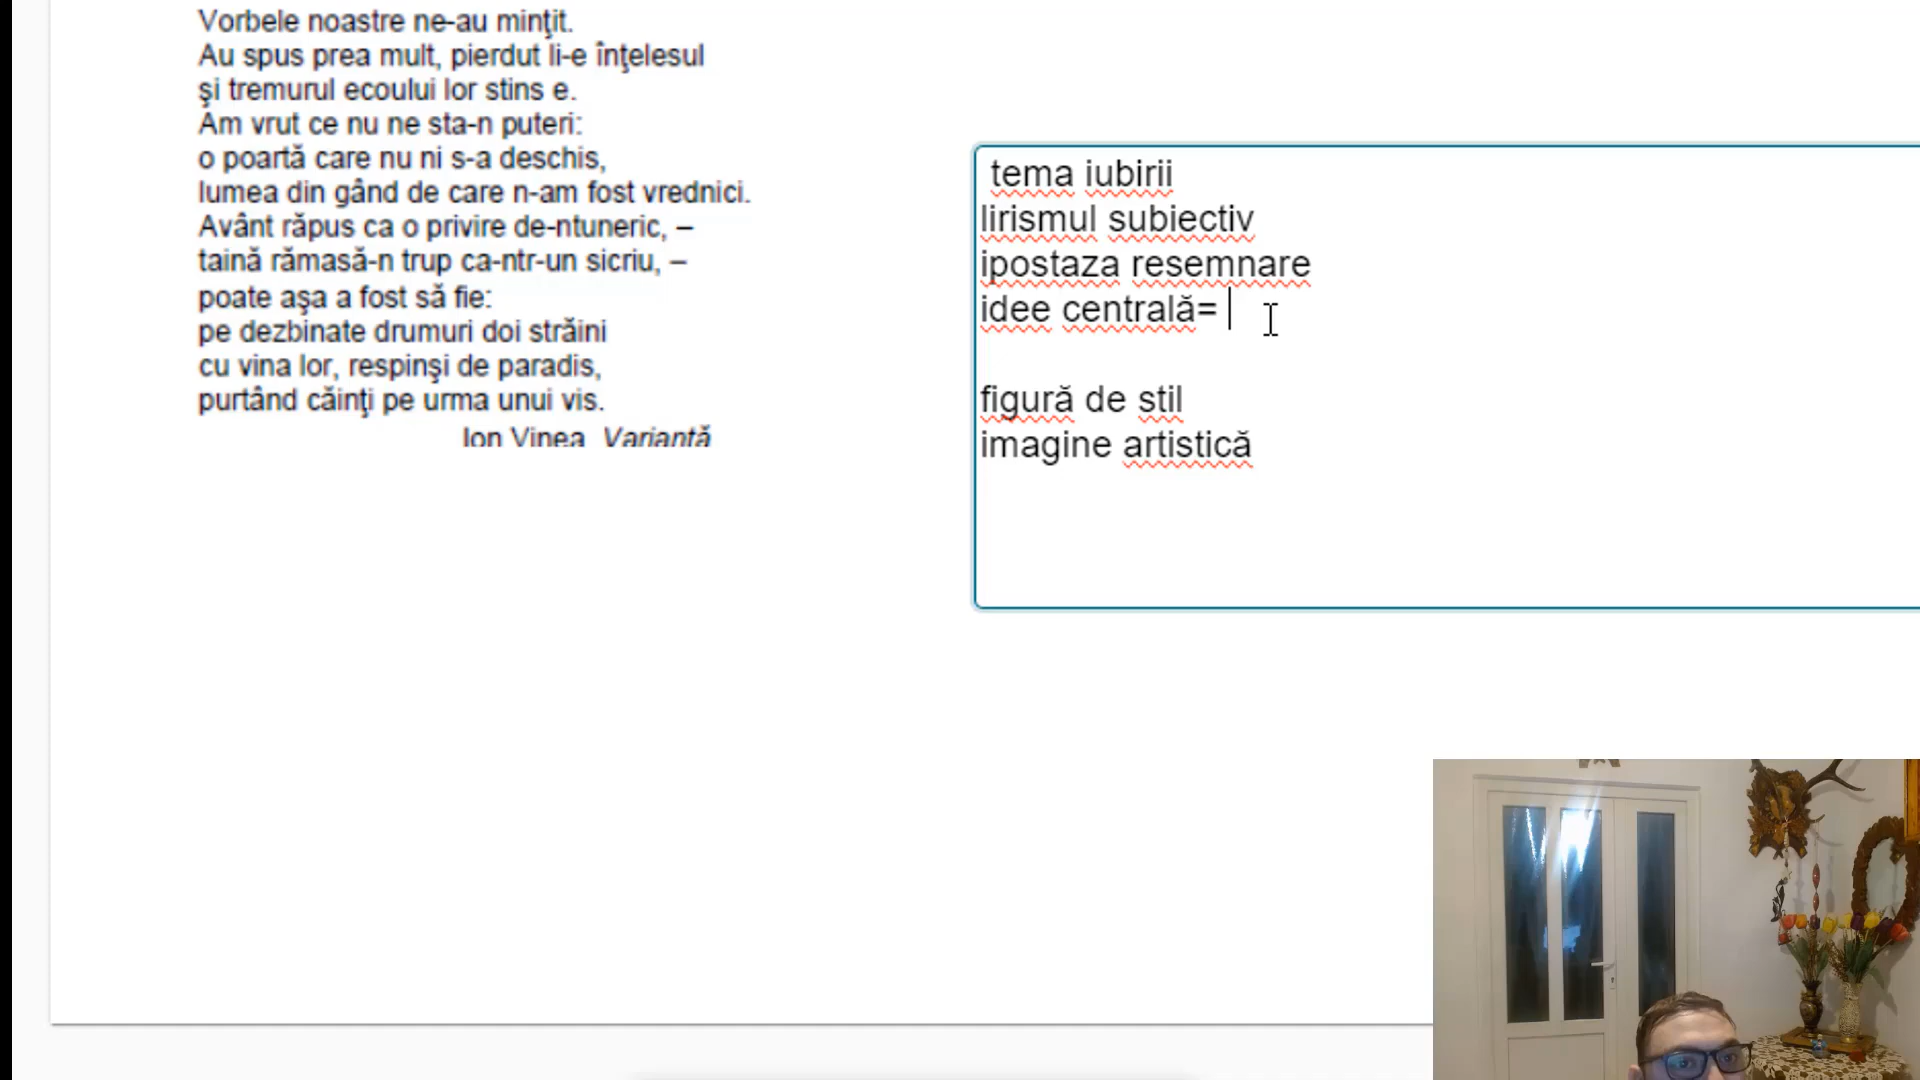 Vorbele noastre ne-au minţit.
Au spus prea mult, pierdut li-e înţelesul
şi tremurul ecoului lor stins e.
Am vrut ce nu ne sta-n puteri:
o poartă care nu ni s-a deschis,
lumea din gând de care n-am fost vrednici.
Avânt răpus ca o privire de-ntuneric, –
taină rămasă-n trup ca-ntr-un sicriu, –
poate aşa a fost să fie:
pe dezbinate drumuri doi străini
cu vina lor, respinşi de paradis,
purtând căinţi pe urma unui vis.
Ion Vinea Variantă
tema iubirii
lirismul subiectiv
ipostaza resemnare
idee centrală=
figură de stil
imagine artistică